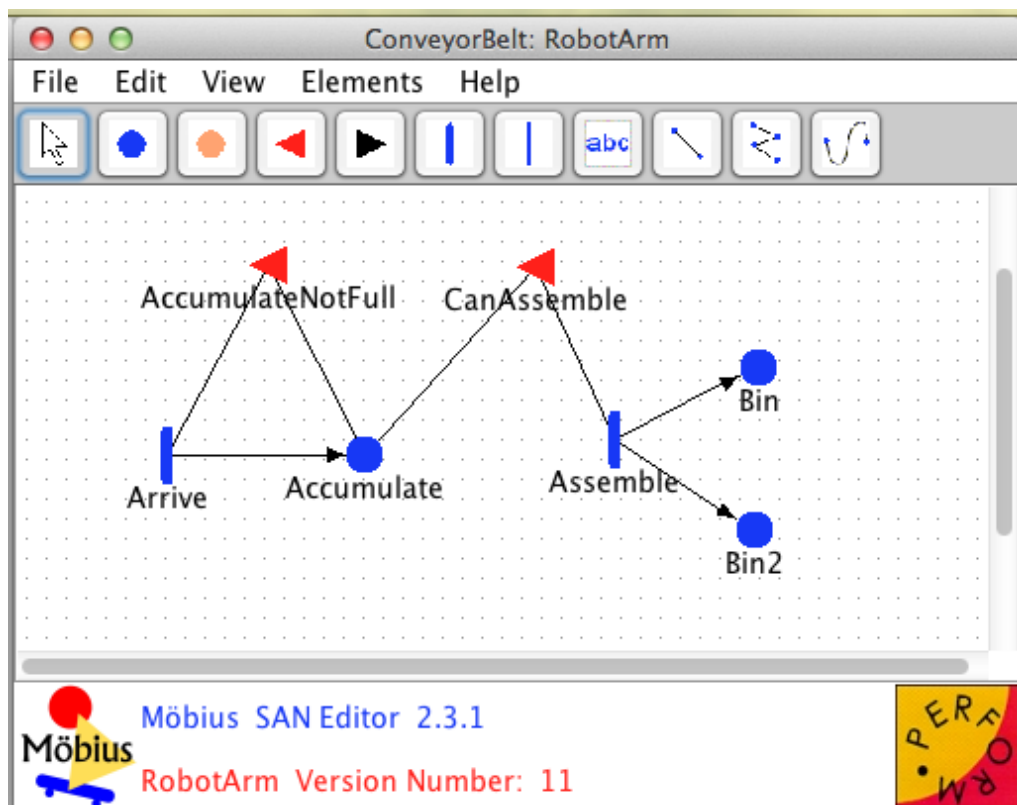 ConveyorBelt: RobotArm
File Edit View Elements Help
abc
AccumulateNotFull
CanAssemble
Bin
Arrive
Accumulate
Assemble
Bin2
Möbius
Möbius SAN Editor 2.3.1
RobotArm Version Number: 11
PERFORM